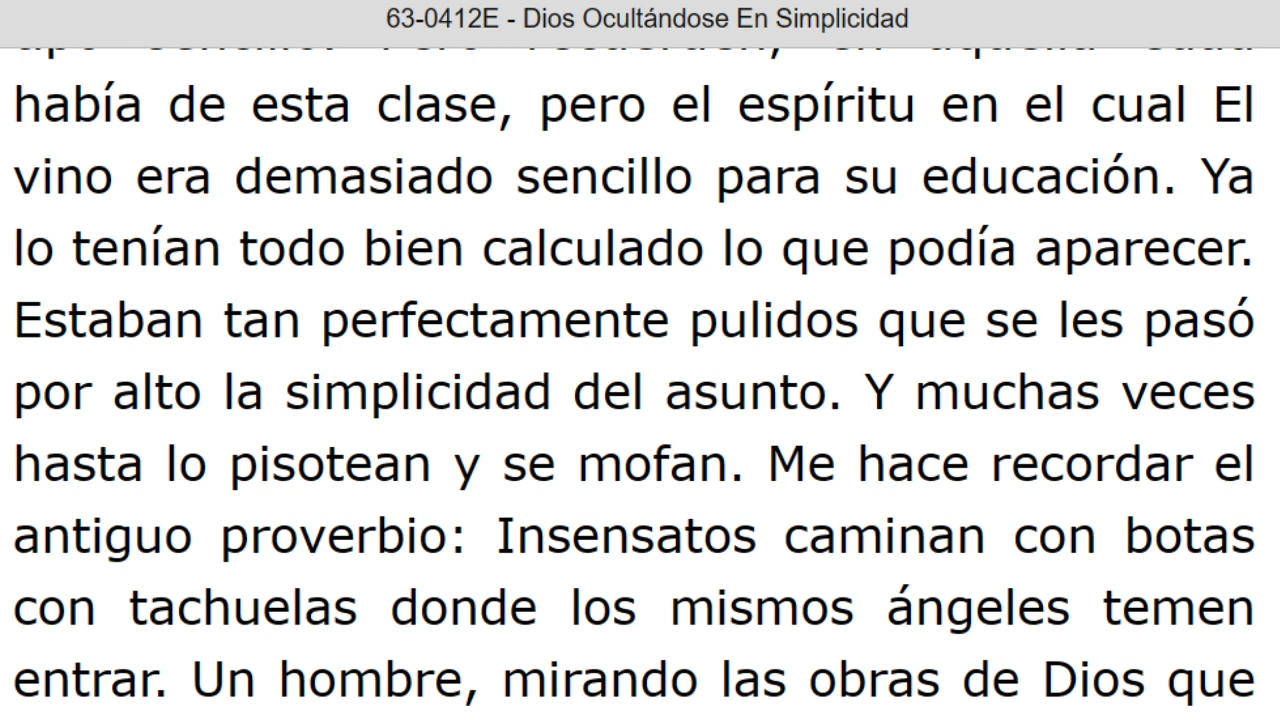 63-0412E - Dios Ocultándose En Simplicidad
había de esta clase, pero el espíritu en el cual El
vino era demasiado sencillo para su educación. Ya
lo tenían todo bien calculado lo que podía aparecer.
Estaban tan perfectamente pulidos que se les pasó
por alto la simplicidad del asunto. Y muchas veces
hasta lo pisotean y se mofan. Me hace recordar el
antiguo proverbio: Insensatos caminan con botas
con tachuelas donde los mismos ángeles temen
entrar. Un hombre, mirando las obras de Dios que